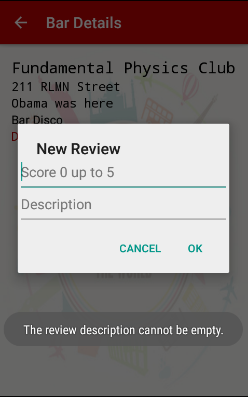 Bar Details
Fundamental Physics Club
211 RLMN Street
Obama was here
Bar Disco
New Review
Score 0 up to 5
Description
CANCEL
OK
The review description cannot be empty.